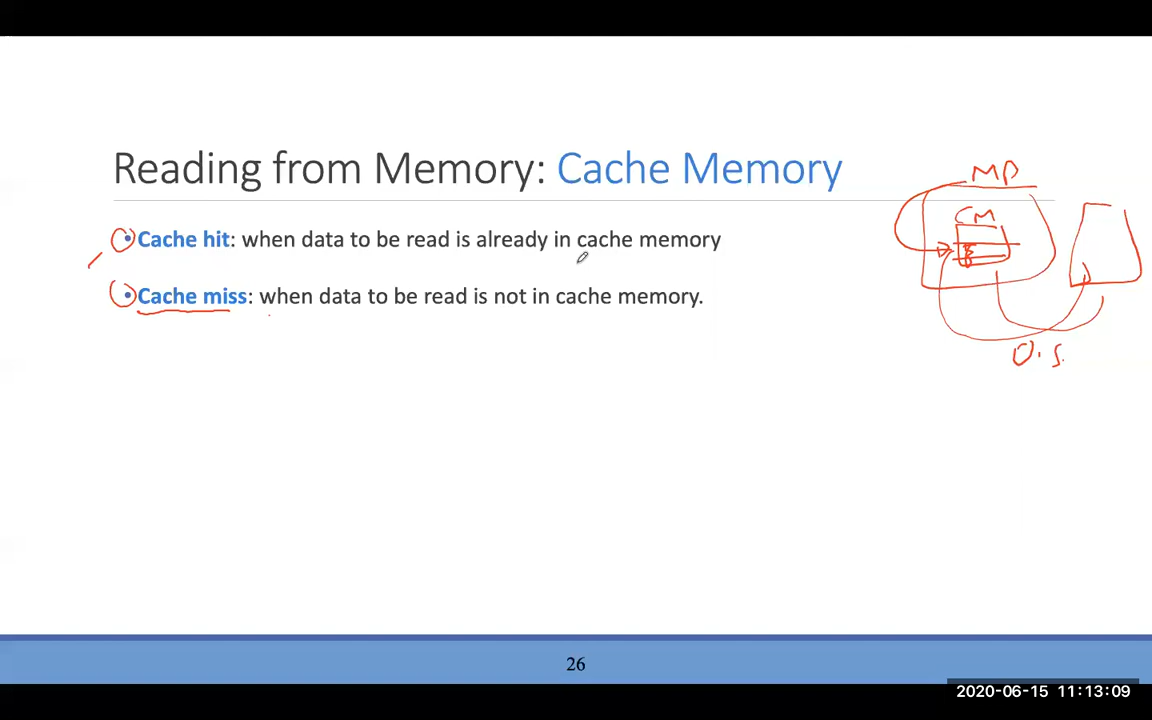 Reading from Memory: Cache Memory
MP
CM
•Cache hit: when data to be read is already in cache memory
•Cache miss: when data to be read is not in cache memory.
O.S.
26
2020-06-15 11:13:09